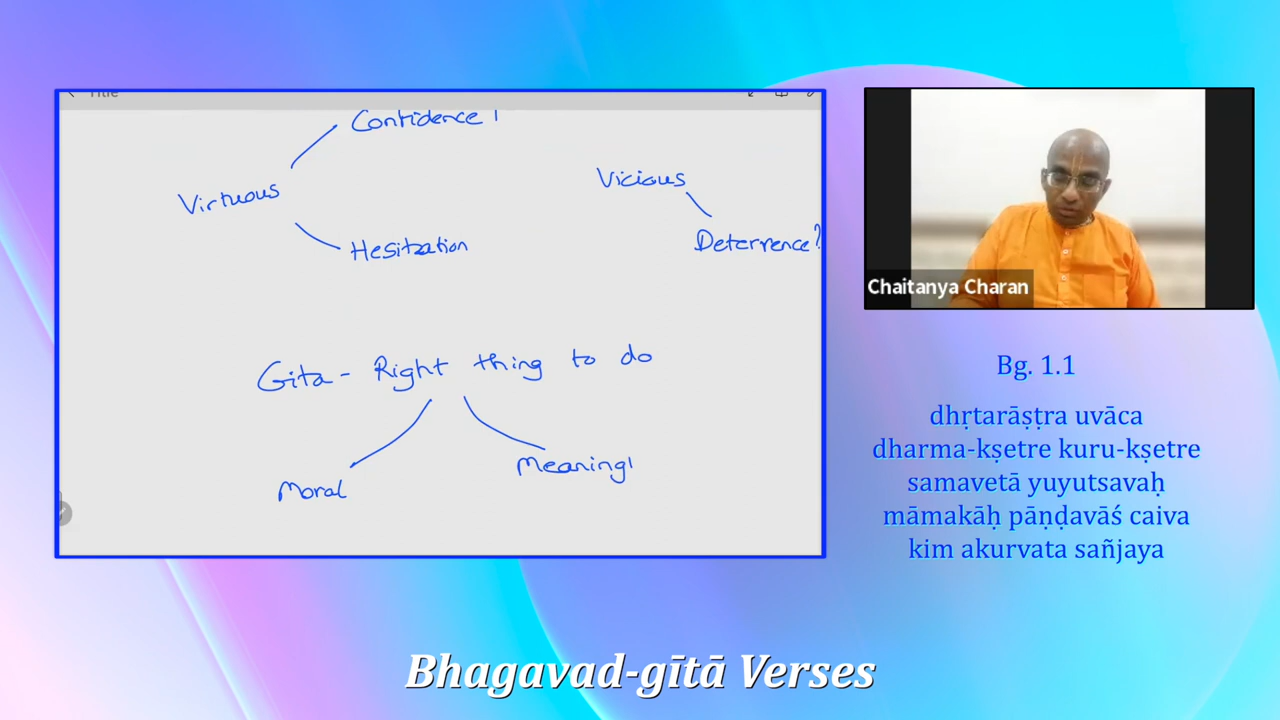 Title
Confidence
Virtuous
Hesitation
Vicious
Deterrence?
Gita - Right thing to do
Moral
Meaning
Chaitanya Charan
Bg. 1.1
dhṛtarāṣṭra uvāca
dharma-kṣetre kuru-kṣetre
samavetā yuyutsavaḥ
māmakāḥ pāṇḍavāś caiva
kim akurvata sañjaya
Bhagavad-gītā Verses